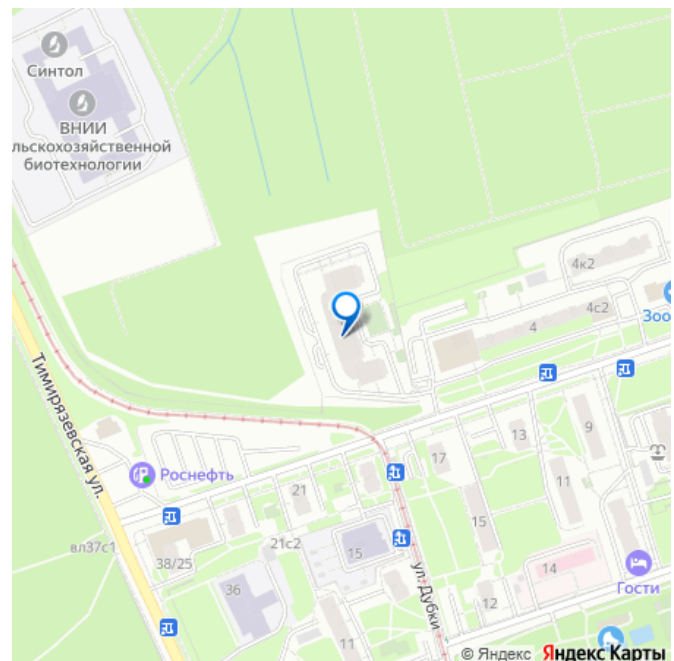 Синтол
ВНИИ
льскохозяйственной
биотехнологии
4к2
4с2
Зоо
4
Тимирязевская ул.
9
13
17
Роснефть
11
21
15
21с2
вл37с1
38/25
15
14
36
ул. Дубки
Гости
12
11
© Яндекс Яндекс Карты